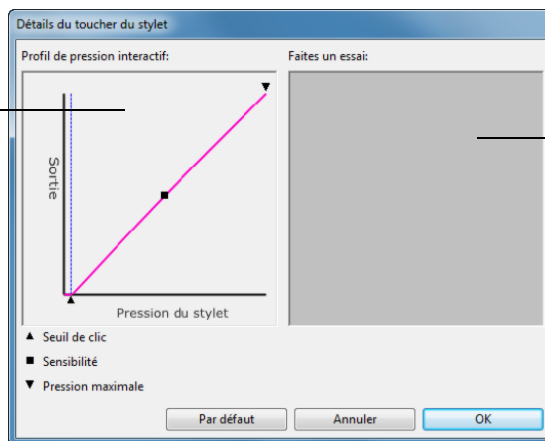 Détails du toucher du stylet
Profil de pression interactif:
Faites un essai:
Sortie
Pression du stylet
▲ Seuil de clic
■ Sensibilité
▼ Pression maximale
Par défaut
Annuler
OK